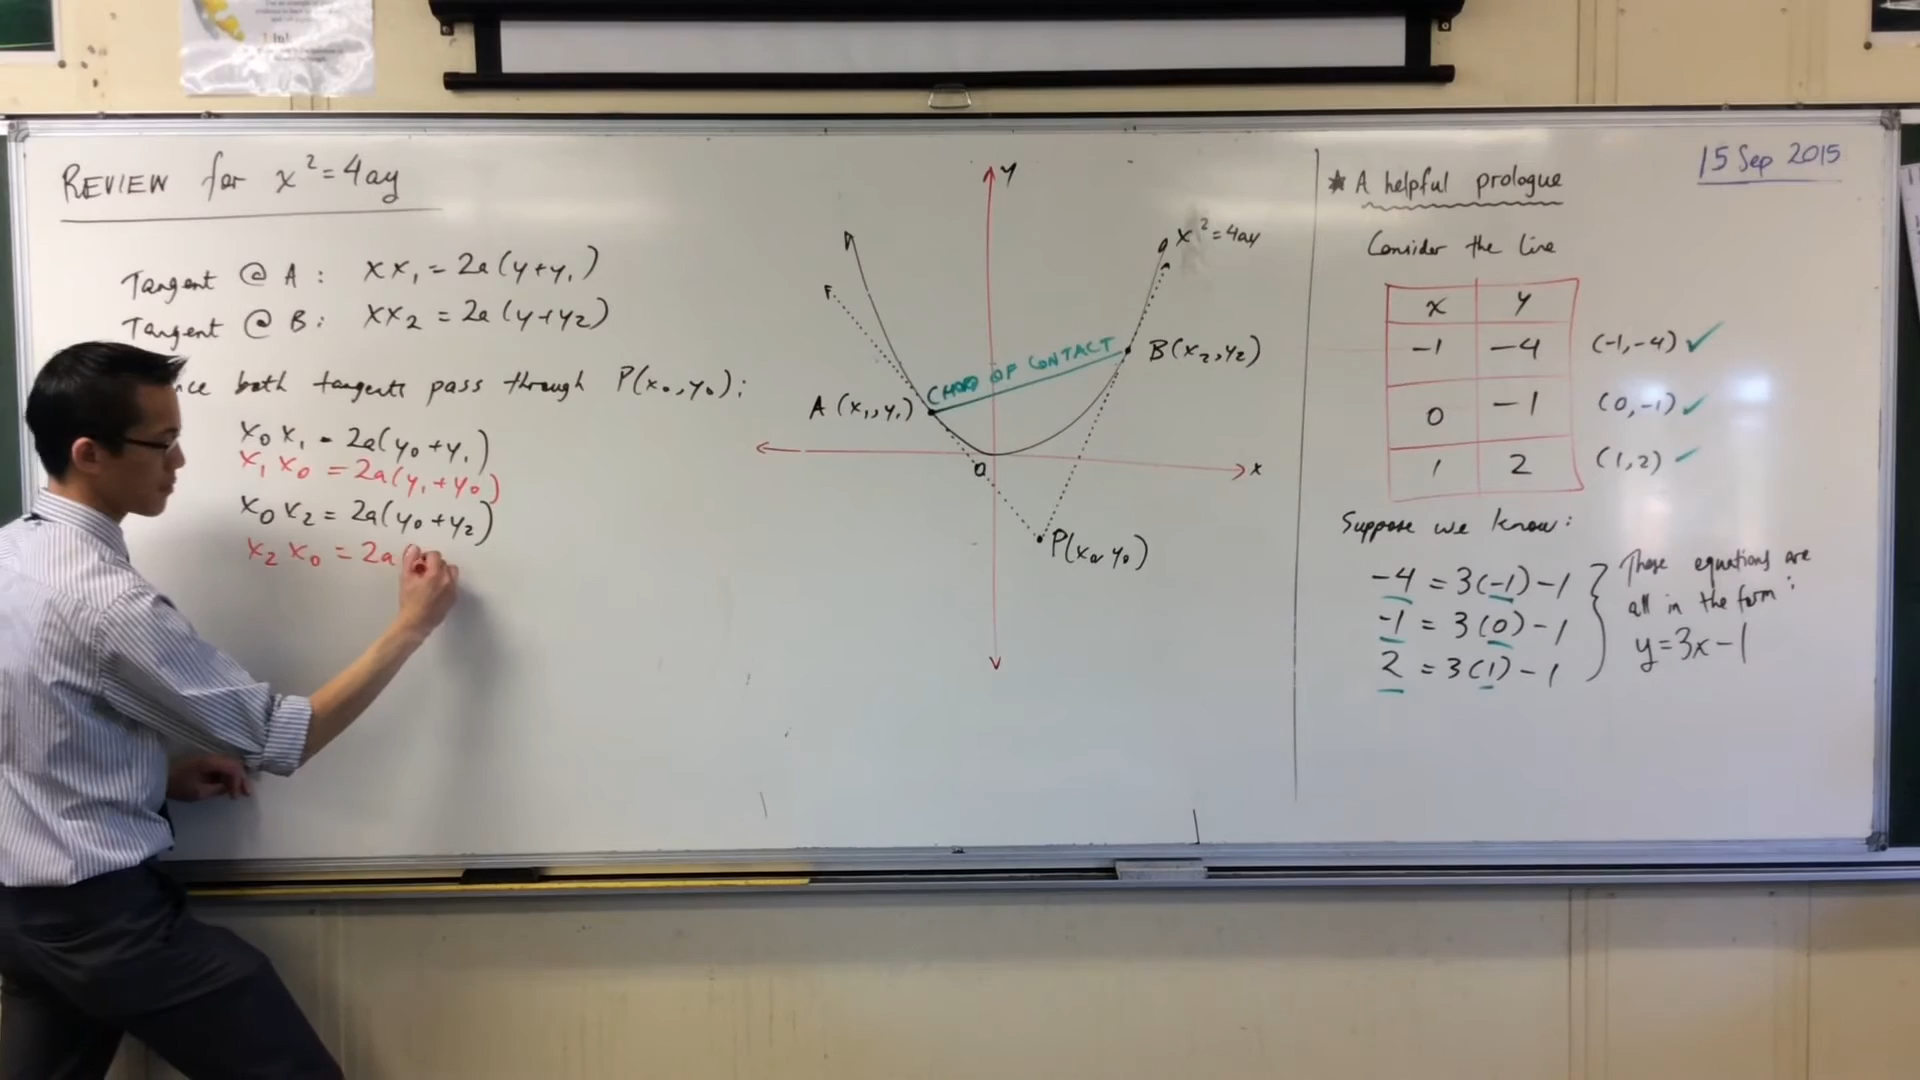 REVIEW for x² = 4ay
Tangent @ A: xx₁ = 2a(y+y₁)
Tangent @ B: xx₂ = 2a(y+y₂)
both tangents pass through P(x₀,y₀):
x₀x₁ = 2a(y₀+y₁)
x₁x₀ = 2a(y₁+y₀)
x₀x₂ = 2a(y₀+y₂)
x₂x₀ = 2a(
y
x² = 4ay
CHORD OF CONTACT
B(x₂,y₂)
A(x₁,y₁)
x
P(x₀,y₀)
15 Sep 2015
★ A helpful prologue
Consider the line
x y
-1 -4 (-1,-4) ✓
0 -1 (0,-1) ✓
1 2 (1,2) ✓
Suppose we know:
-4 = 3(-1) - 1
-1 = 3(0) - 1
2 = 3(1) - 1
These equations are
all in the form:
y = 3x - 1